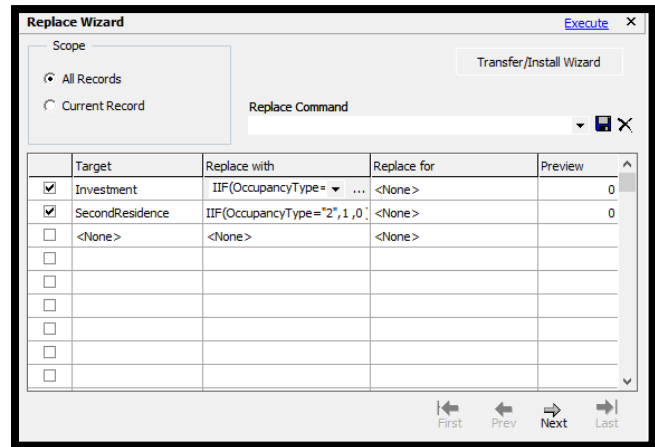 Replace Wizard Execute X
Scope
All Records
Current Record
Transfer/Install Wizard
Replace Command
Target Replace with Replace for Preview
Investment IIF(OccupancyType= ... <None> 0
SecondResidence IIF(OccupancyType="2",1 ,0 <None> 0
<None> <None> <None>
First Prev Next Last